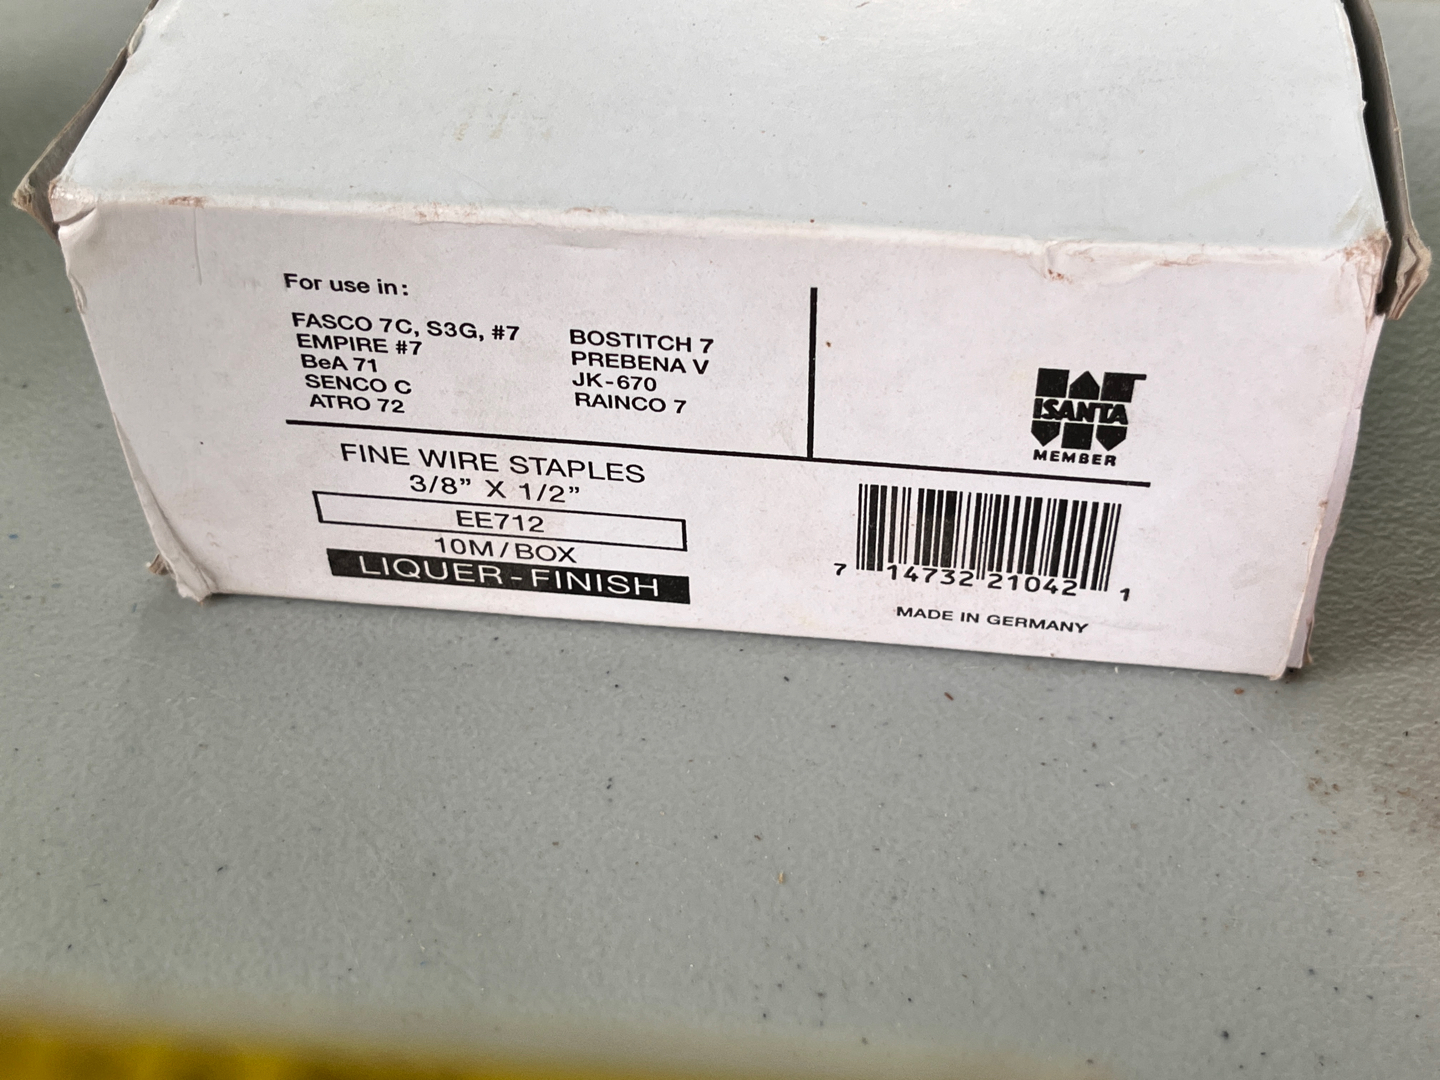 For use in:
FASCO 7C, S3G, #7
EMPIRE #7
BeA 71
SENCO C
ATRO 72
BOSTITCH 7
PREBENA V
JK-670
RAINCO 7
ISANTA
MEMBER
FINE WIRE STAPLES
3/8” X 1/2”
EE712
10M/BOX
LIQUER-FINISH
7 14732 21042 1
MADE IN GERMANY